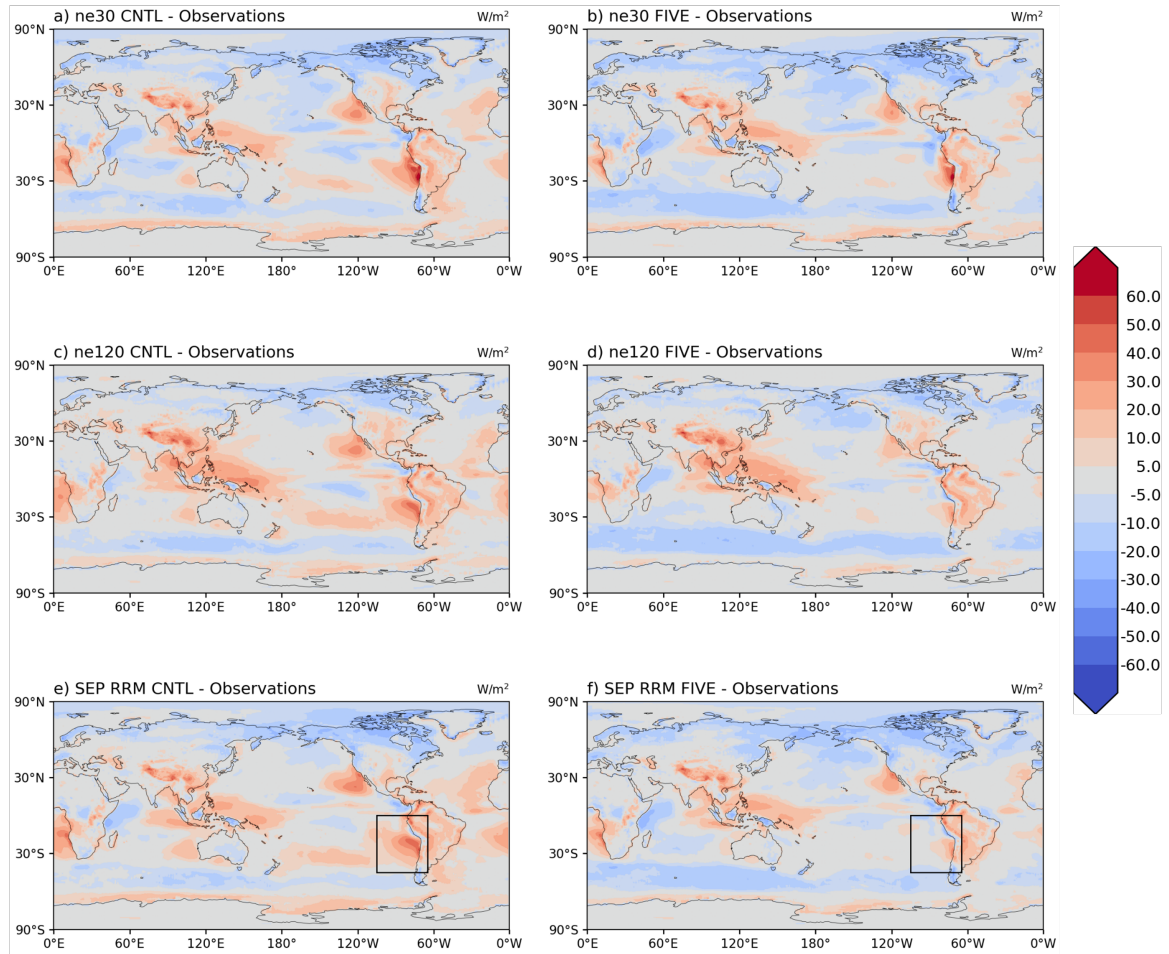 a) ne30 CNTL - Observations W/m²
b) ne30 FIVE - Observations W/m²
90°N
30°N
30°S
90°S
0°E 60°E 120°E 180° 120°W 60°W 0°W
90°N
30°N
30°S
90°S
0°E 60°E 120°E 180° 120°W 60°W 0°W
c) ne120 CNTL - Observations W/m²
d) ne120 FIVE - Observations W/m²
90°N
30°N
30°S
90°S
0°E 60°E 120°E 180° 120°W 60°W 0°W
90°N
30°N
30°S
90°S
0°E 60°E 120°E 180° 120°W 60°W 0°W
e) SEP RRM CNTL - Observations W/m²
f) SEP RRM FIVE - Observations W/m²
90°N
30°N
30°S
90°S
0°E 60°E 120°E 180° 120°W 60°W 0°W
90°N
30°N
30°S
90°S
0°E 60°E 120°E 180° 120°W 60°W 0°W
60.0
50.0
40.0
30.0
20.0
10.0
5.0
-5.0
-10.0
-20.0
-30.0
-40.0
-50.0
-60.0